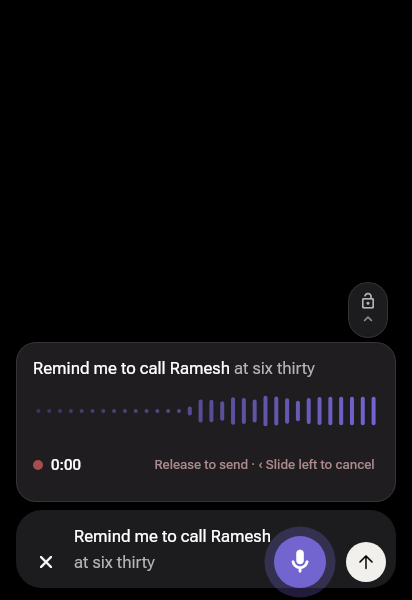 Remind me to call Ramesh at six thirty
0:00
Release to send · ‹ Slide left to cancel
Remind me to call Ramesh
at six thirty